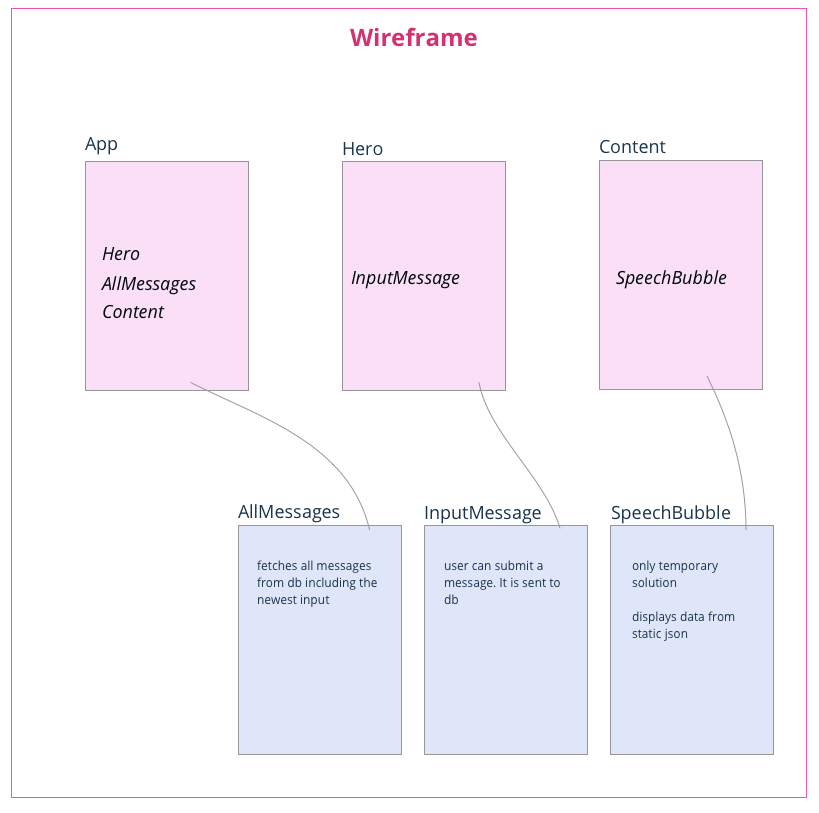 Wireframe
App
Hero
Content
Hero
AllMessages
Content
InputMessage
SpeechBubble
AllMessages
InputMessage
SpeechBubble
fetches all messages
from db including the
newest input
user can submit a
message. It is sent to
db
only temporary
solution
displays data from
static json